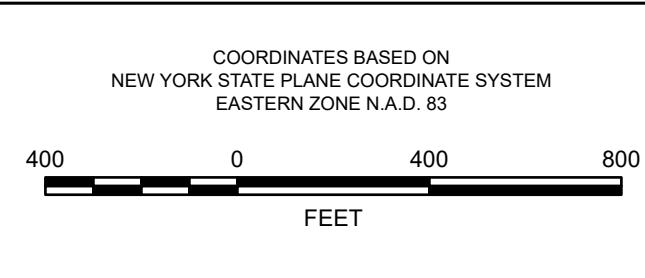 COORDINATES BASED ON
NEW YORK STATE PLANE COORDINATE SYSTEM
EASTERN ZONE N.A.D. 83
400 0 400 800
FEET